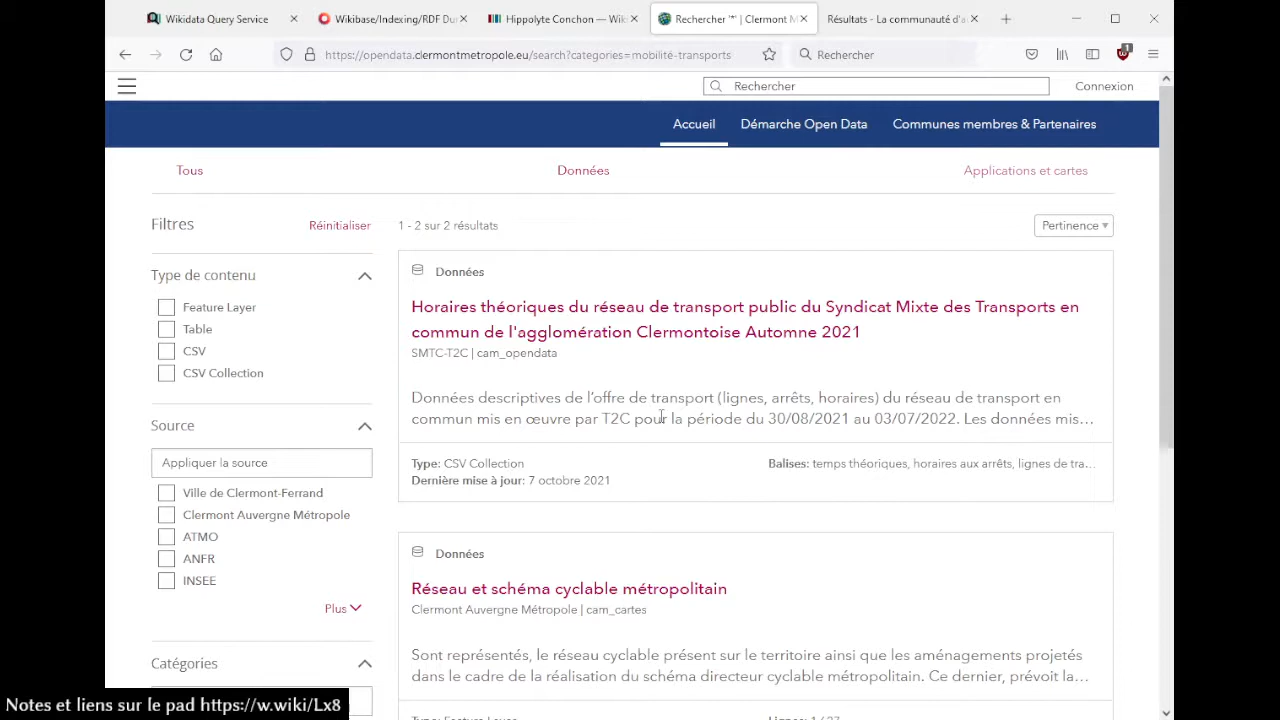 Wikidata Query Service
Wikibase/Indexing/RDF Du
Hippolyte Conchon — Wiki
Rechercher '*' | Clermont M
Résultats - La communauté d'a
https://opendata.clermontmetropole.eu/search?categories=mobilité-transports
Rechercher
1
Rechercher
Connexion
Accueil
Démarche Open Data
Communes membres & Partenaires
Tous
Données
Applications et cartes
Filtres
Réinitialiser
1 - 2 sur 2 résultats
Pertinence
Type de contenu
Feature Layer
Table
CSV
CSV Collection
Source
Appliquer la source
Ville de Clermont-Ferrand
Clermont Auvergne Métropole
ATMO
ANFR
INSEE
Plus
Catégories
Données
Horaires théoriques du réseau de transport public du Syndicat Mixte des Transports en
commun de l'agglomération Clermontoise Automne 2021
SMTC-T2C | cam_opendata
Données descriptives de l'offre de transport (lignes, arrêts, horaires) du réseau de transport en
commun mis en œuvre par T2C pour la période du 30/08/2021 au 03/07/2022. Les données mis...
Type: CSV Collection
Balises: temps théoriques, horaires aux arrêts, lignes de tra...
Dernière mise à jour: 7 octobre 2021
Données
Réseau et schéma cyclable métropolitain
Clermont Auvergne Métropole | cam_cartes
Sont représentés, le réseau cyclable présent sur le territoire ainsi que les aménagements projetés
dans le cadre de la réalisation du schéma directeur cyclable métropolitain. Ce dernier, prévoit la...
Type: Feature Layer
Lignes: 1 / 27
Notes et liens sur le pad https://w.wiki/Lx8